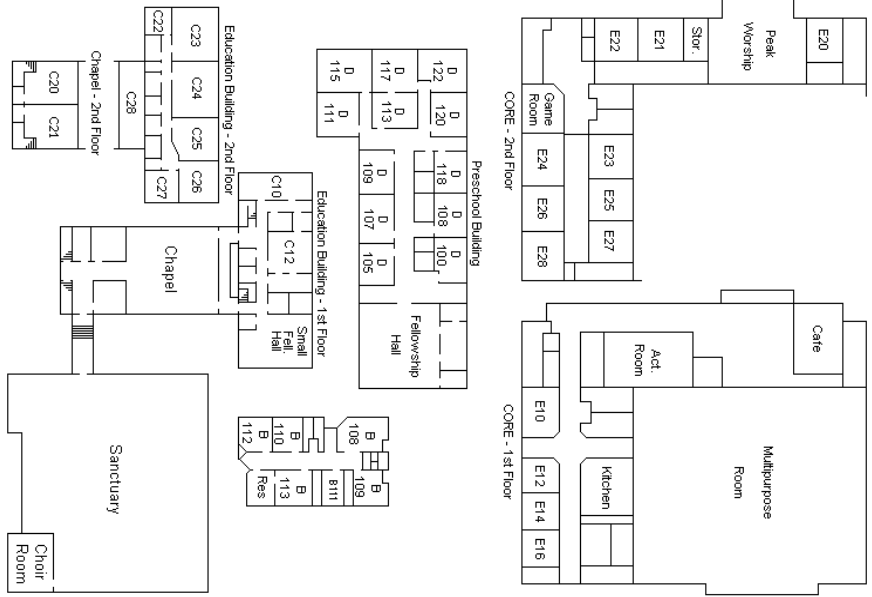 Education Building - 2nd Floor
C22
C23
C24
C25
C26
C27
C28
Chapel - 2nd Floor
C20
C21
Preschool Building
D
115
D
117
D
122
D
111
D
113
D
120
D
109
D
118
D
107
D
108
D
105
D
100
Fellowship
Hall
CORE - 2nd Floor
E22
E21
Stor.
Peak
Worship
E20
Game
Room
E24
E26
E28
E23
E25
E27
Education Building - 1st Floor
C10
C12
Small
Fell.
Hall
Chapel
Sanctuary
Choir
Room
B
112
B
110
B
108
Res
B
113
B111
B
109
CORE - 1st Floor
Cafe
Act.
Room
E10
E12
E14
E16
Kitchen
Multipurpose
Room